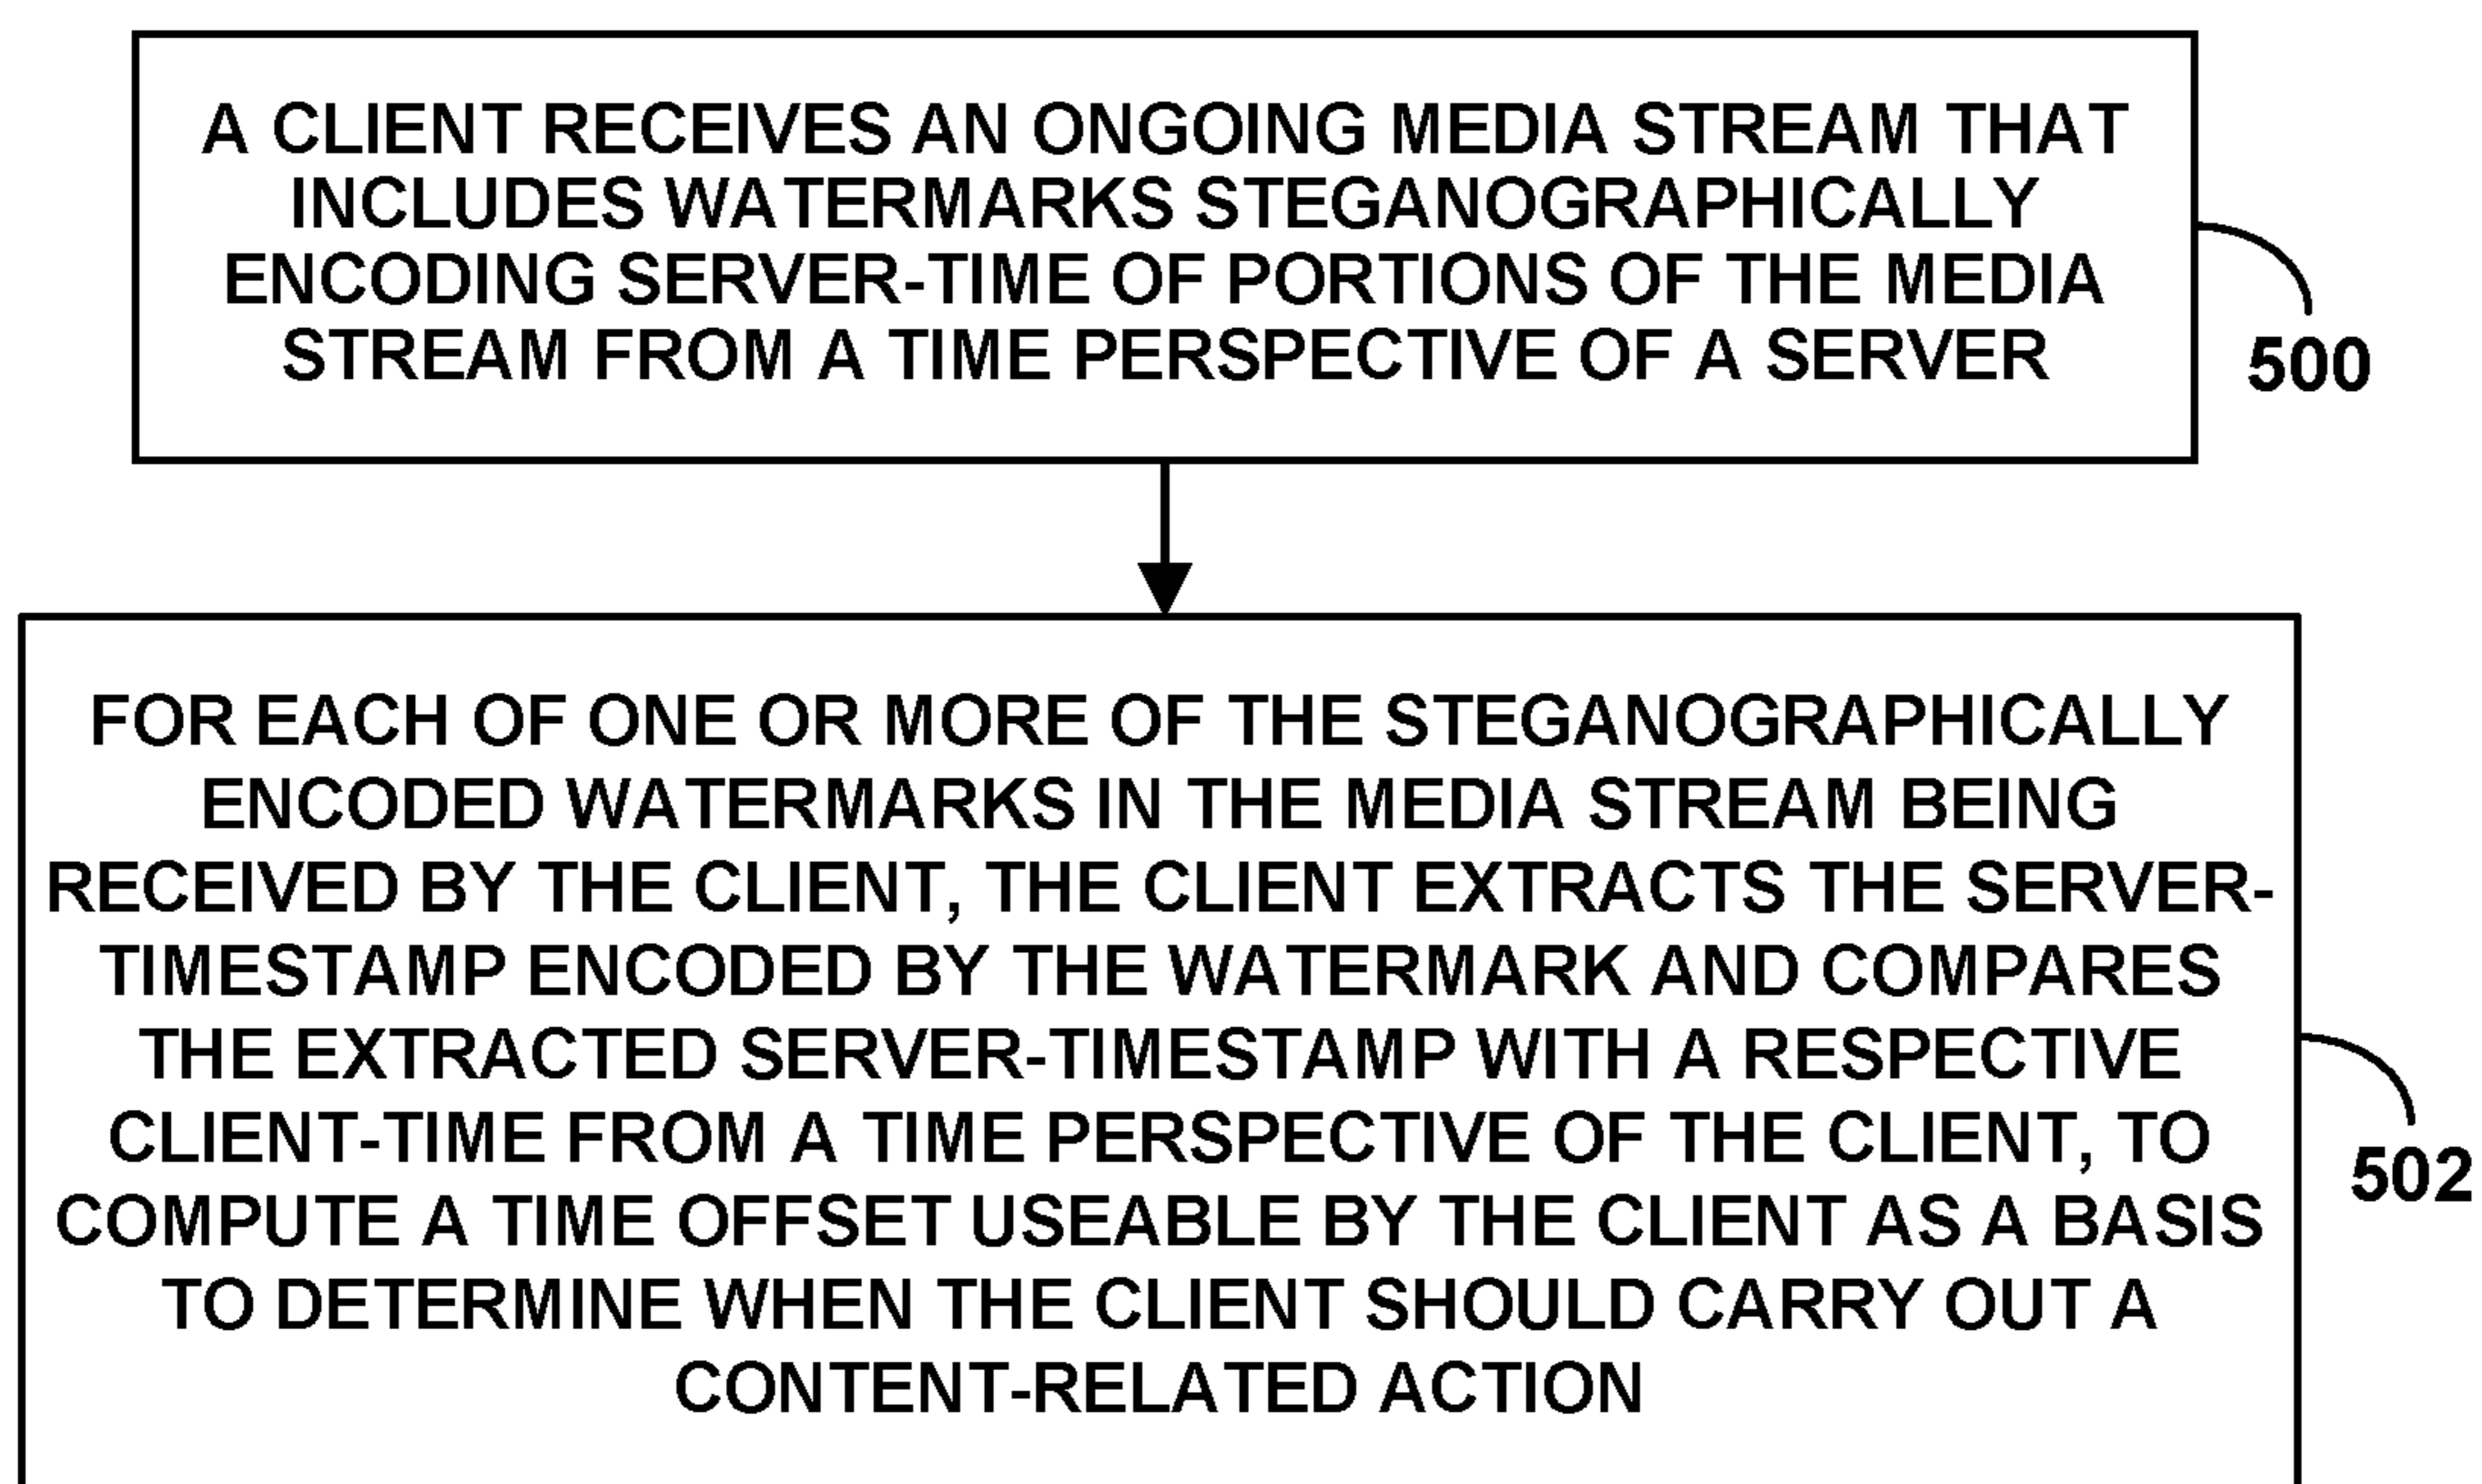 A CLIENT RECEIVES AN ONGOING MEDIA STREAM THAT
INCLUDES WATERMARKS STEGANOGRAPHICALLY
ENCODING SERVER-TIME OF PORTIONS OF THE MEDIA
STREAM FROM A TIME PERSPECTIVE OF A SERVER
500
FOR EACH OF ONE OR MORE OF THE STEGANOGRAPHICALLY
ENCODED WATERMARKS IN THE MEDIA STREAM BEING
RECEIVED BY THE CLIENT, THE CLIENT EXTRACTS THE SERVER-
TIMESTAMP ENCODED BY THE WATERMARK AND COMPARES
THE EXTRACTED SERVER-TIMESTAMP WITH A RESPECTIVE
CLIENT-TIME FROM A TIME PERSPECTIVE OF THE CLIENT, TO
COMPUTE A TIME OFFSET USEABLE BY THE CLIENT AS A BASIS
TO DETERMINE WHEN THE CLIENT SHOULD CARRY OUT A
CONTENT-RELATED ACTION
502